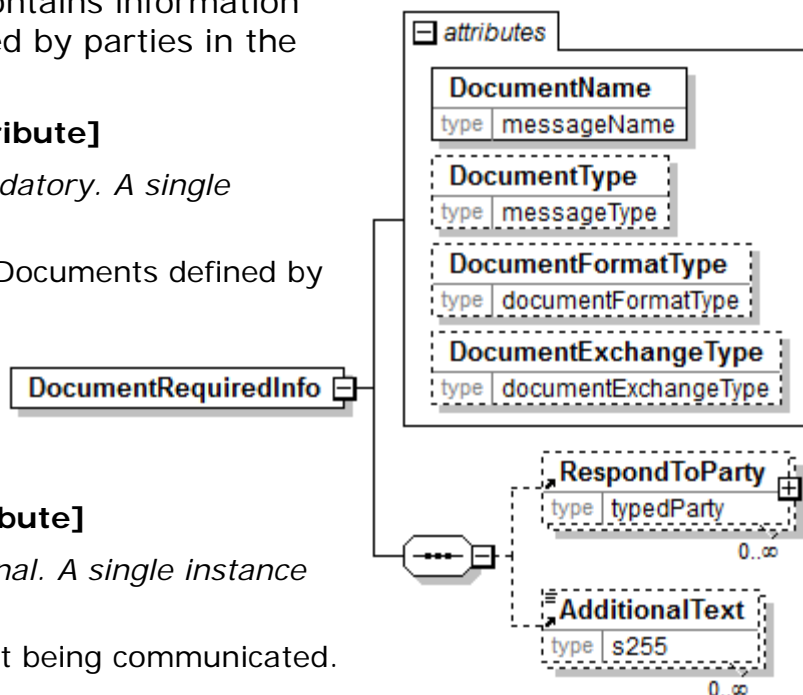 ontains information
ed by parties in the
ibute]
datory. A single
Documents defined by
bute]
nal. A single instance
t being communicated.
DocumentRequiredInfo
attributes
DocumentName
type messageName
DocumentType
type messageType
DocumentFormatType
type documentFormatType
DocumentExchangeType
type documentExchangeType
RespondToParty
type typedParty
0..∞
AdditionalText
type s255
0..∞